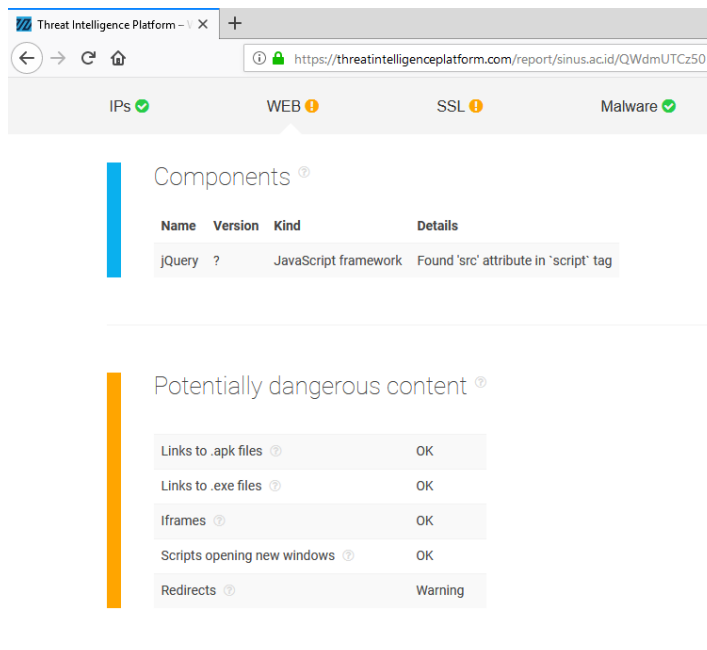 Threat Intelligence Platform – V
https://threatintelligenceplatform.com/report/sinus.ac.id/QWdmUTCz50
IPs WEB SSL Malware
Components
Name Version Kind Details
jQuery ? JavaScript framework Found 'src' attribute in `script` tag
Potentially dangerous content
Links to .apk files OK
Links to .exe files OK
Iframes OK
Scripts opening new windows OK
Redirects Warning